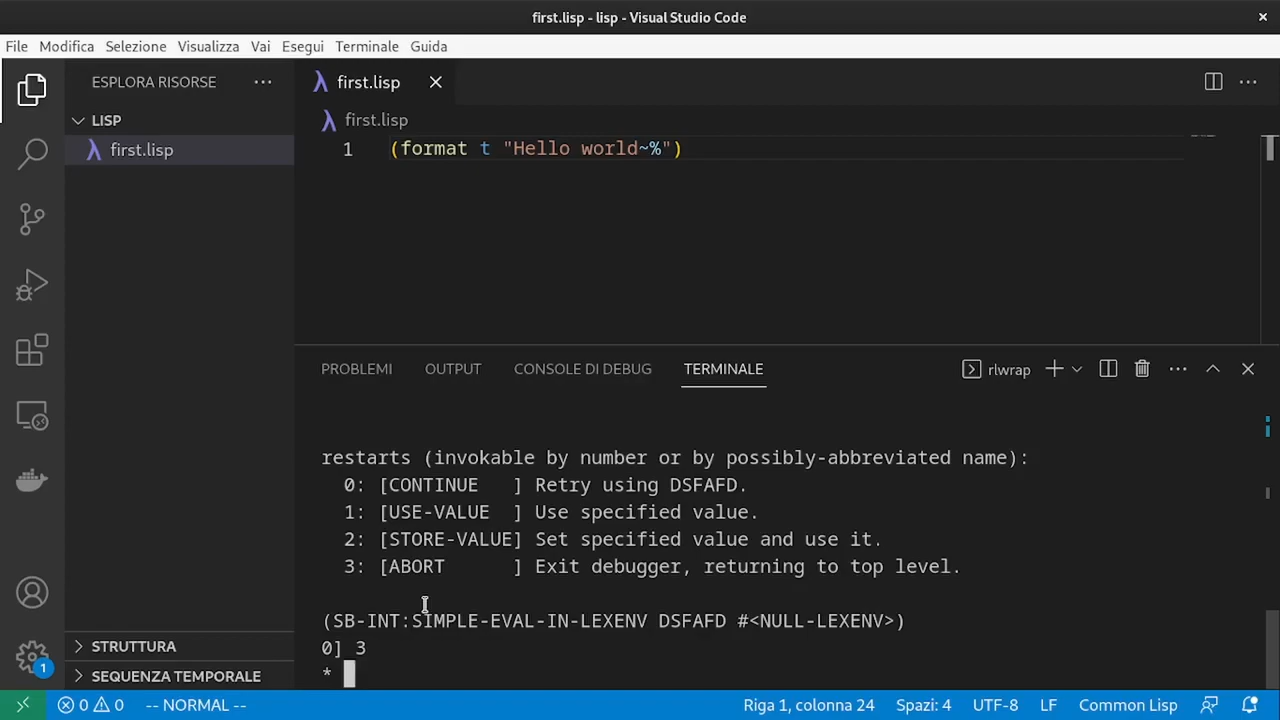 first.lisp - lisp - Visual Studio Code
File Modifica Selezione Visualizza Vai Esegui Terminale Guida
ESPLORA RISORSE
LISP
first.lisp
STRUTTURA
SEQUENZA TEMPORALE
first.lisp
first.lisp
1 (format t "Hello world~%")
PROBLEMI OUTPUT CONSOLE DI DEBUG TERMINALE rlwrap
restarts (invokable by number or by possibly-abbreviated name):
0: [CONTINUE   ] Retry using DSFAFD.
1: [USE-VALUE  ] Use specified value.
2: [STORE-VALUE] Set specified value and use it.
3: [ABORT      ] Exit debugger, returning to top level.
(SB-INT:SIMPLE-EVAL-IN-LEXENV DSFAFD #<NULL-LEXENV>)
0] 3
*
1
0 0 -- NORMAL -- Riga 1, colonna 24 Spazi: 4 UTF-8 LF Common Lisp